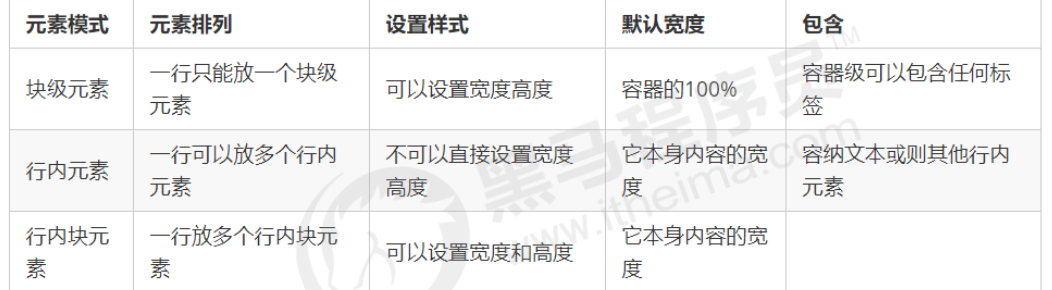 元素模式 元素排列 设置样式 默认宽度 包含
块级元素 一行只能放一个块级元素 可以设置宽度高度 容器的100% 容器级可以包含任何标签
行内元素 一行可以放多个行内元素 不可以直接设置宽度高度 它本身内容的宽度 容纳文本或则其他行内元素
行内块元素 一行放多个行内块元素 可以设置宽度和高度 它本身内容的宽度
黑马程序员™
www.itheima.com